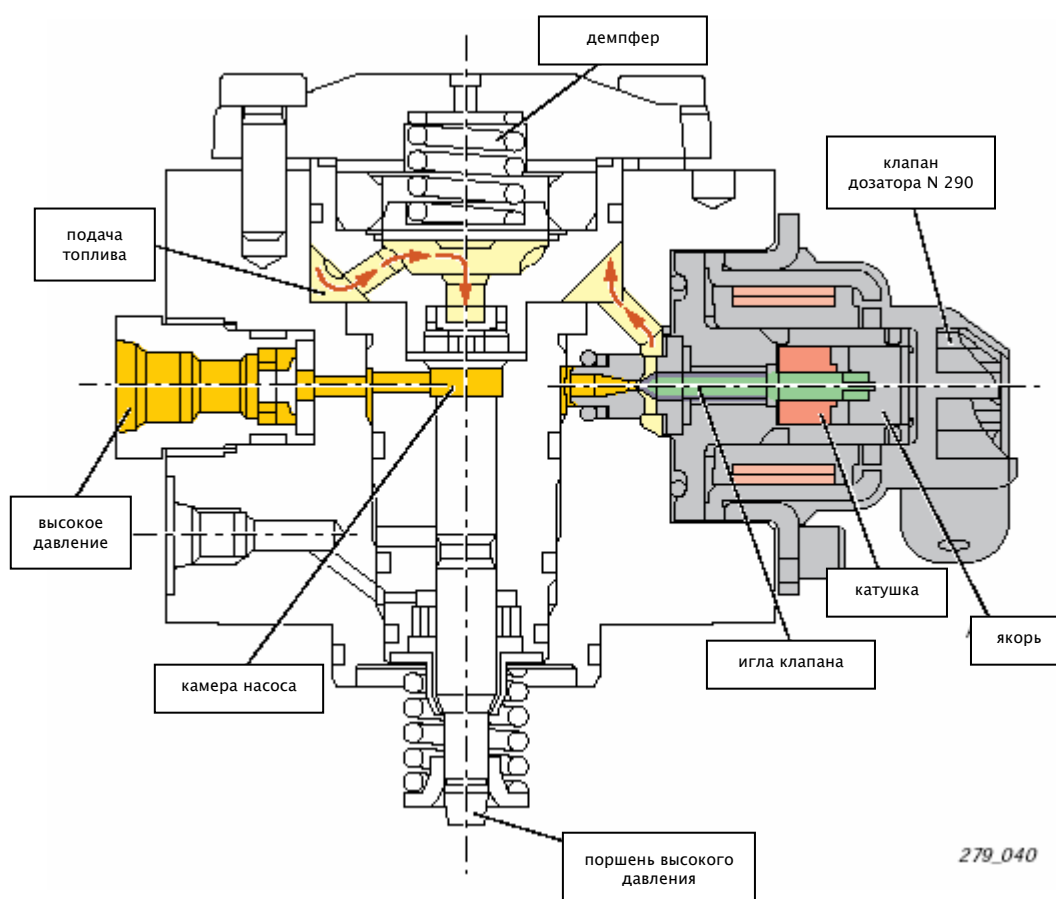 демпфер
клапан
дозатора N 290
подача
топлива
высокое
давление
катушка
якорь
игла клапана
камера насоса
поршень высокого
давления
279_040